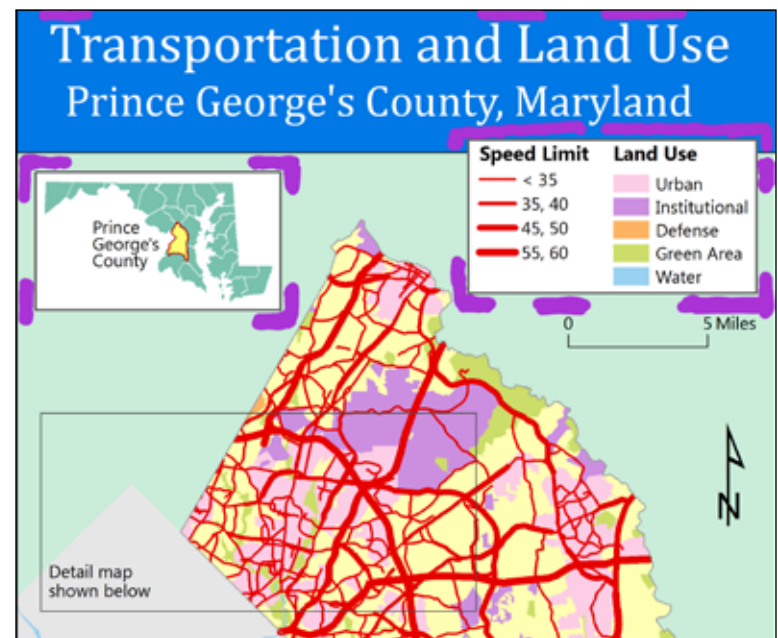 Transportation and Land Use
Prince George's County, Maryland
Speed Limit
< 35
35, 40
45, 50
55, 60
Land Use
Urban
Institutional
Defense
Green Area
Water
Prince
George's
County
0 5 Miles
N
Detail map
shown below